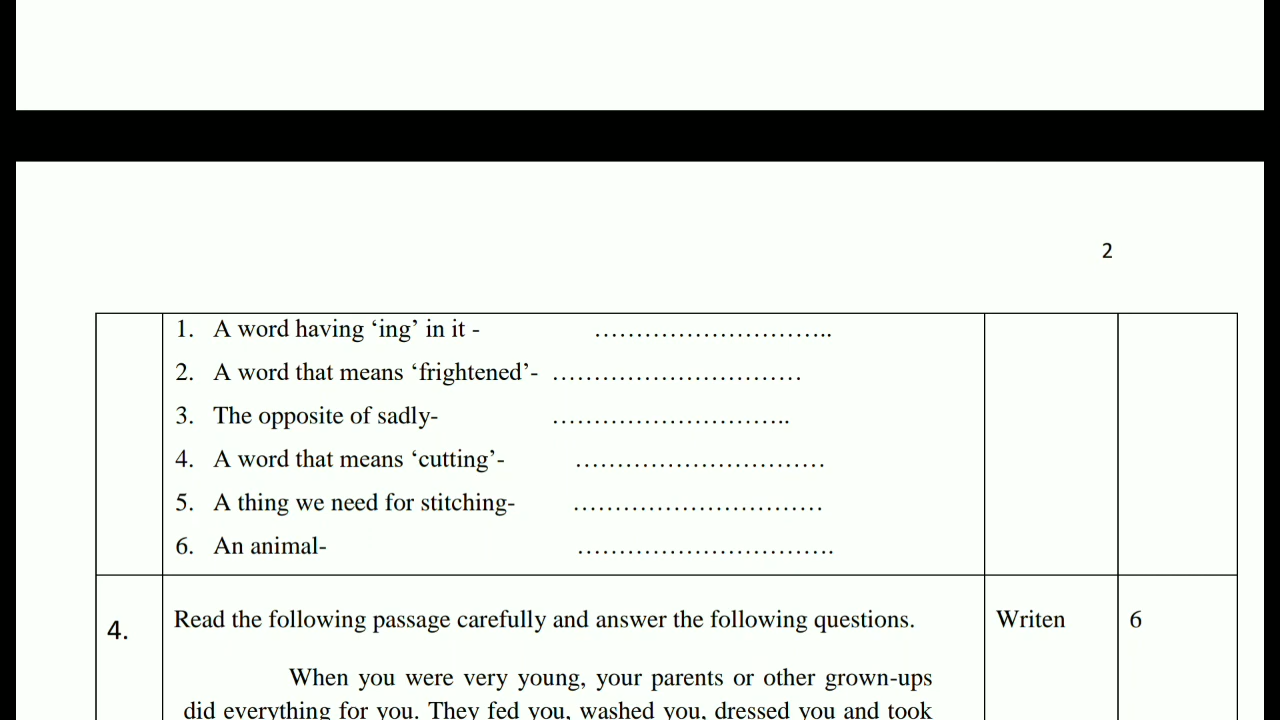 2
1. A word having ‘ing’ in it - ………………………..
2. A word that means ‘frightened’- …………………………
3. The opposite of sadly- ………………………..
4. A word that means ‘cutting’- …………………………
5. A thing we need for stitching- …………………………
6. An animal- ………………………….
4. Read the following passage carefully and answer the following questions. Writen 6
When you were very young, your parents or other grown-ups
did everything for you. They fed you, washed you, dressed you and took